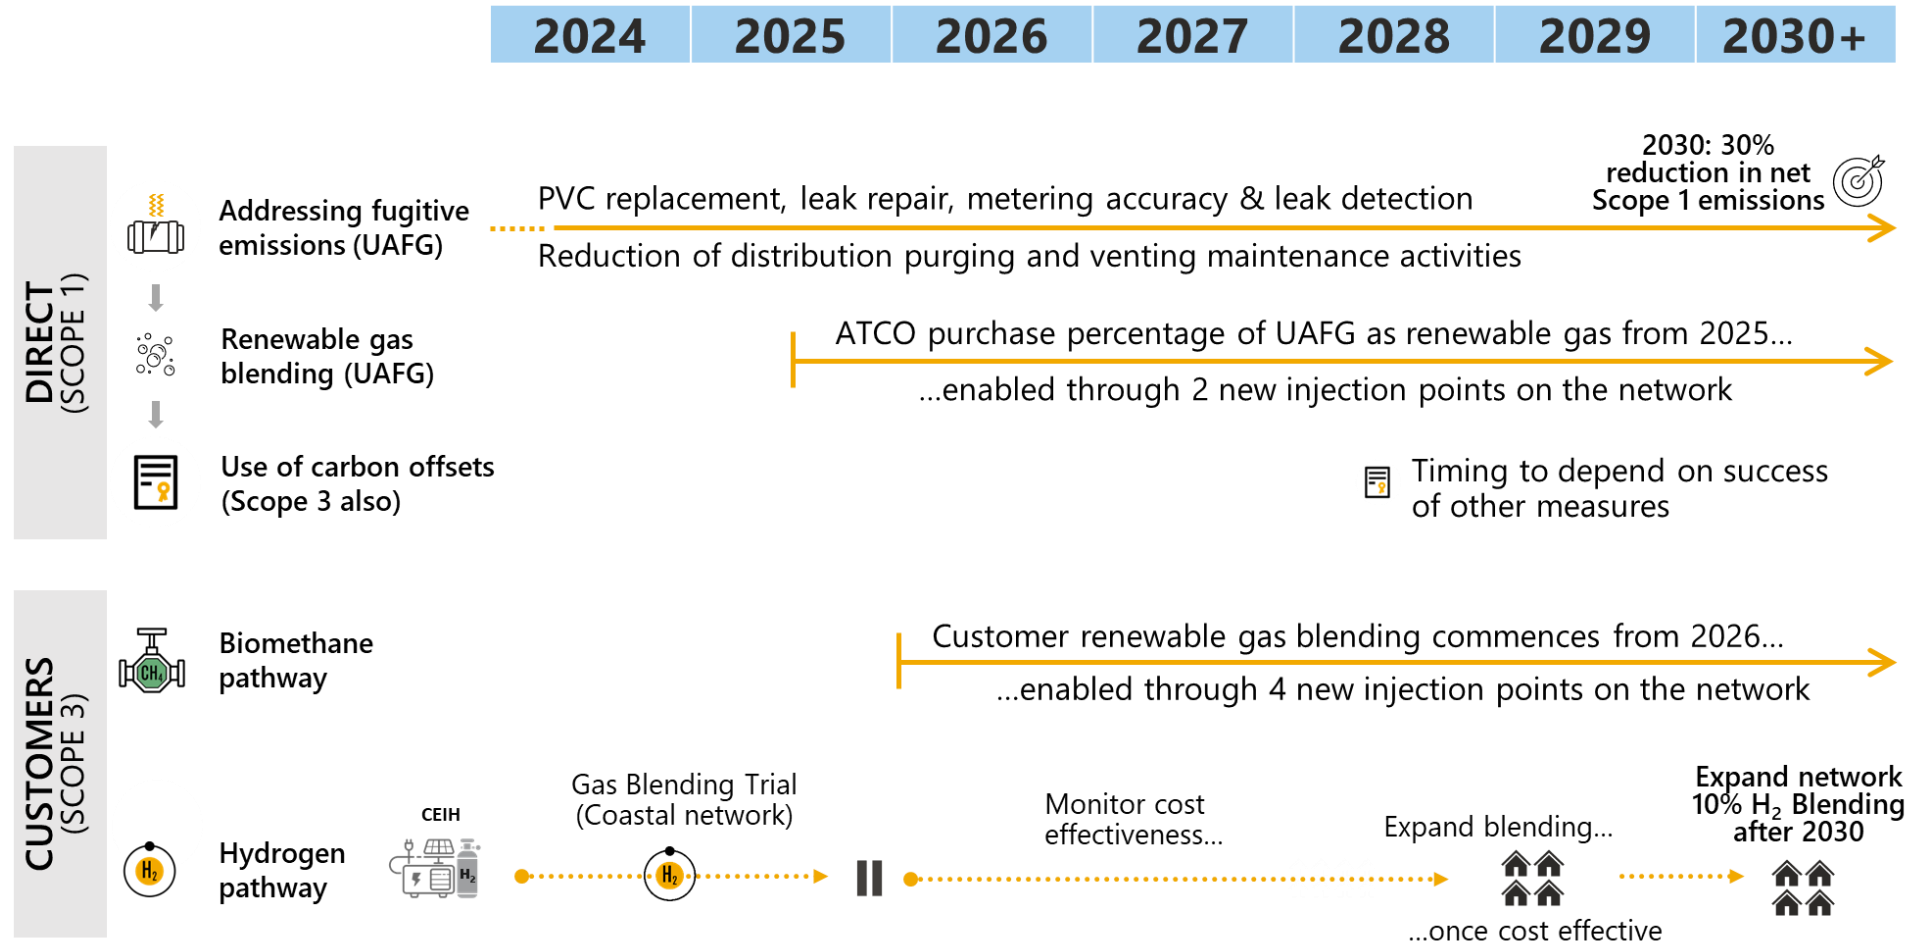 2024 2025 2026 2027 2028 2029 2030+
DIRECT
(SCOPE 1)
Addressing fugitive
emissions (UAFG)
PVC replacement, leak repair, metering accuracy & leak detection
Reduction of distribution purging and venting maintenance activities
2030: 30%
reduction in net
Scope 1 emissions
Renewable gas
blending (UAFG)
ATCO purchase percentage of UAFG as renewable gas from 2025...
...enabled through 2 new injection points on the network
Use of carbon offsets
(Scope 3 also)
Timing to depend on success
of other measures
CUSTOMERS
(SCOPE 3)
CH₄
Biomethane
pathway
Customer renewable gas blending commences from 2026...
...enabled through 4 new injection points on the network
H₂
Hydrogen
pathway
CEIH
H₂
Gas Blending Trial
(Coastal network)
H₂
Monitor cost
effectiveness...
Expand blending...
...once cost effective
Expand network
10% H₂ Blending
after 2030